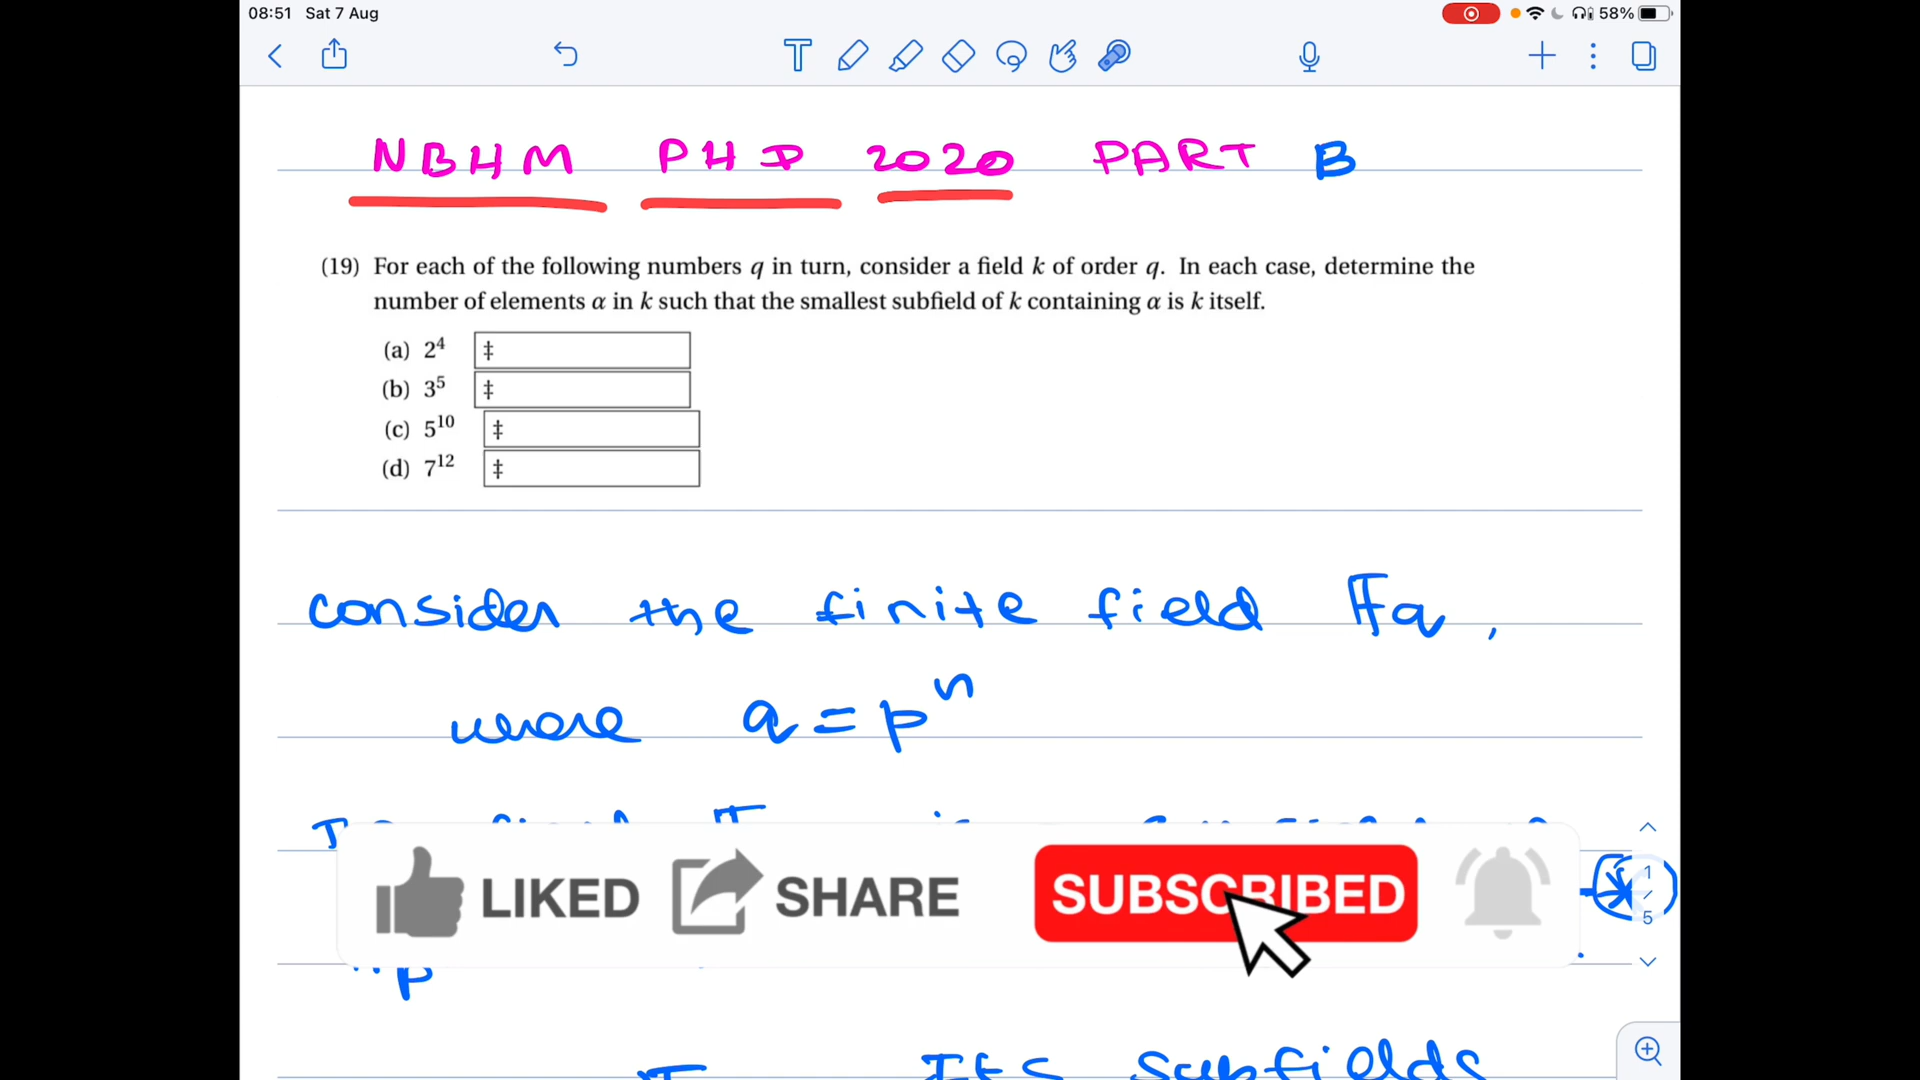 08:51 Sat 7 Aug 58%
NBHM PHD 2020 PART B
(19) For each of the following numbers q in turn, consider a field k of order q. In each case, determine the
number of elements α in k such that the smallest subfield of k containing α is k itself.
(a) 2⁴ ‡
(b) 3⁵ ‡
(c) 5¹⁰ ‡
(d) 7¹² ‡
consider the finite field 𝔽q,
were q = pⁿ
LIKED SHARE SUBSCRIBED
1/5
p
Its subfields